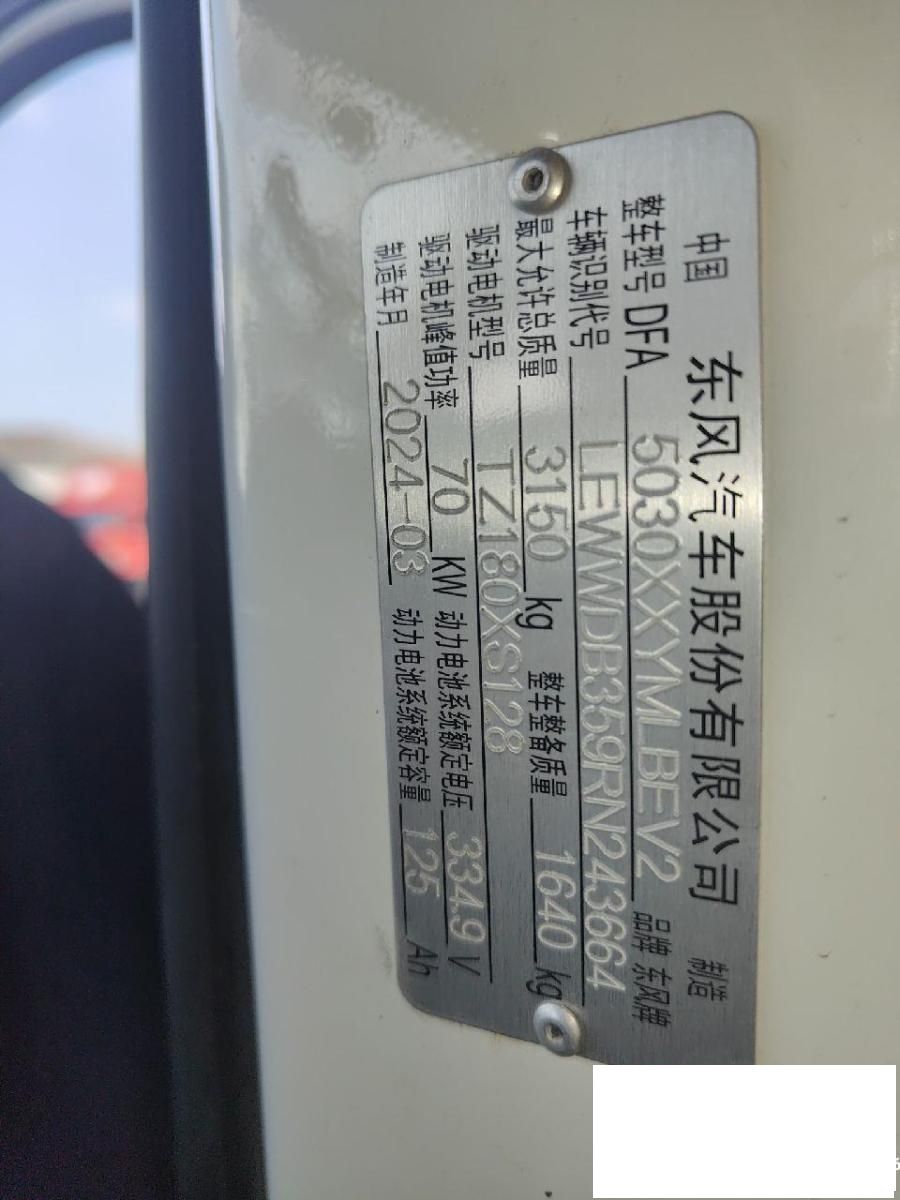 中国 东风汽车股份有限公司 制造
整车型号 DFA 5030XXYMLBEV2 品牌 东风牌
车辆识别代号 LEWWDB359RN243664
最大允许总质量 3150 kg 整车整备质量 1640 kg
驱动电机型号 TZ180XS128
驱动电机峰值功率 70 KW 动力电池系统额定电压 334.9 V
制造年月 2024-03 动力电池系统额定容量 125 Ah